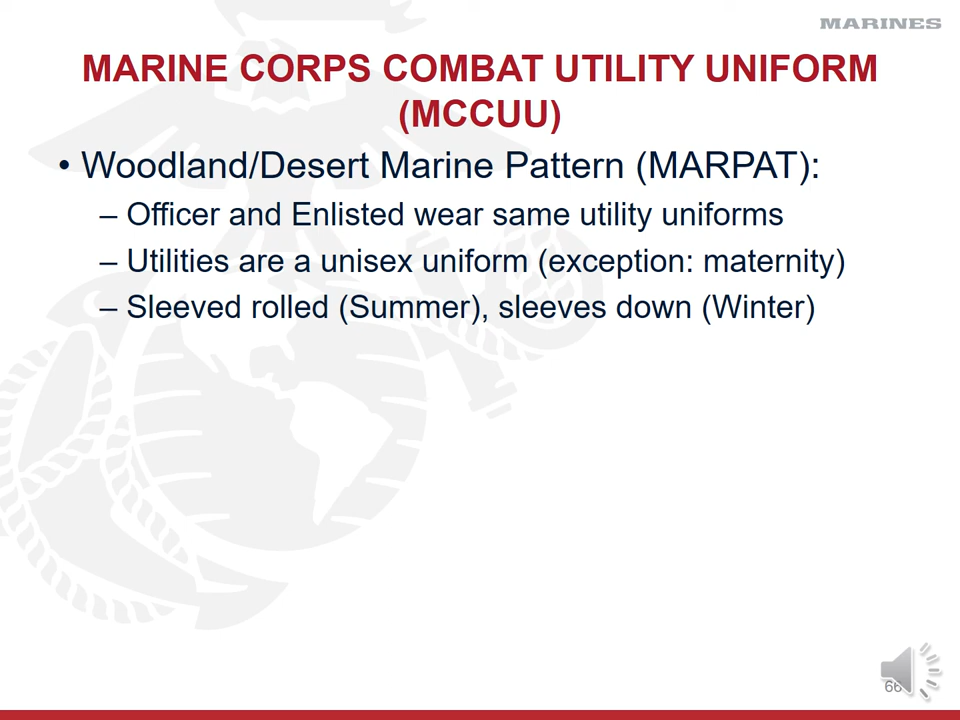 MARINES
MARINE CORPS COMBAT UTILITY UNIFORM
(MCCUU)
• Woodland/Desert Marine Pattern (MARPAT):
– Officer and Enlisted wear same utility uniforms
– Utilities are a unisex uniform (exception: maternity)
– Sleeved rolled (Summer), sleeves down (Winter)